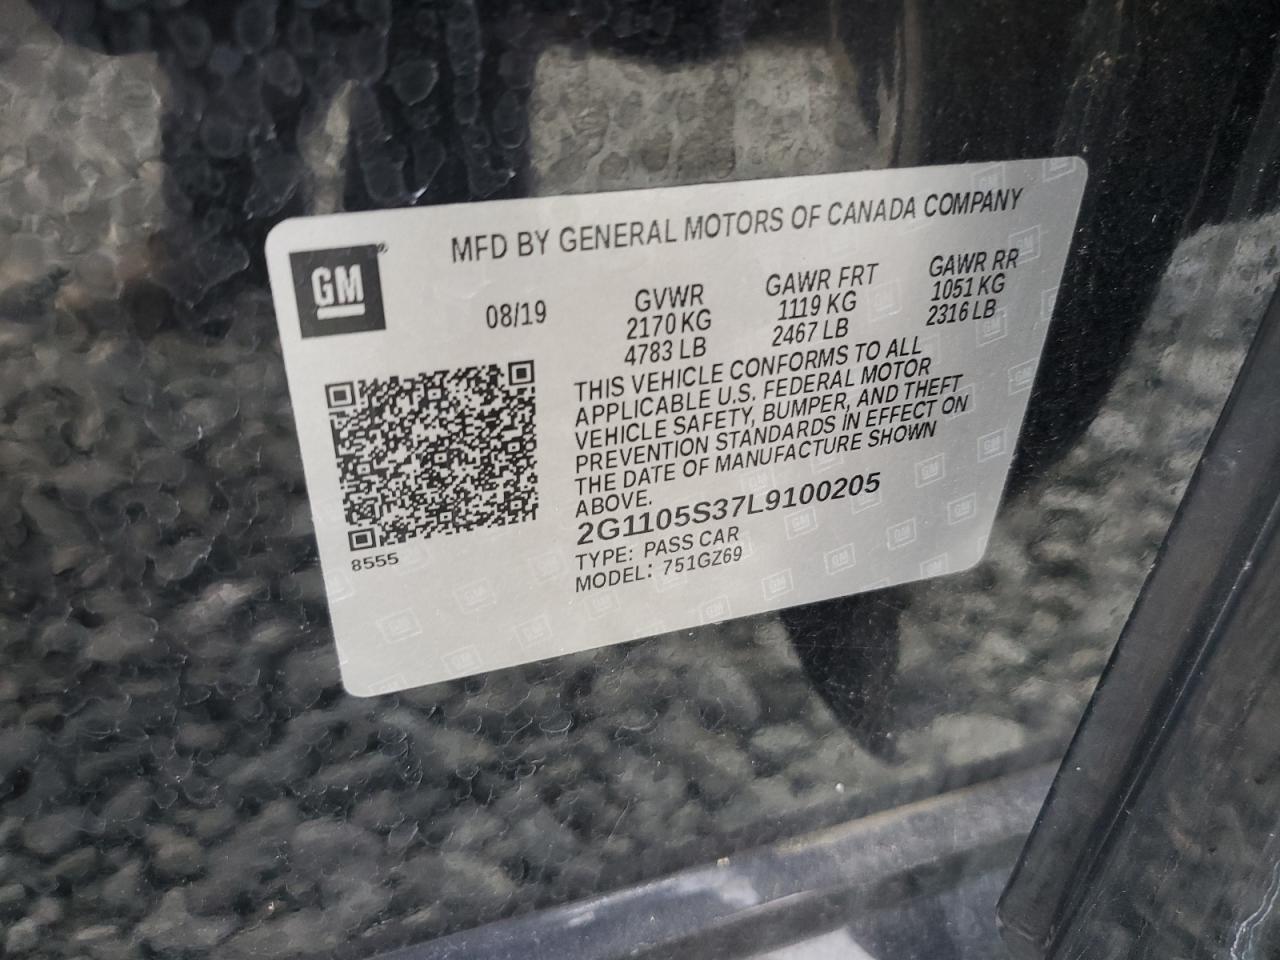 GM
MFD BY GENERAL MOTORS OF CANADA COMPANY
08/19
GVWR
2170 KG
4783 LB
GAWR FRT
1119 KG
2467 LB
GAWR RR
1051 KG
2316 LB
THIS VEHICLE CONFORMS TO ALL
APPLICABLE U.S. FEDERAL MOTOR
VEHICLE SAFETY, BUMPER, AND THEFT
PREVENTION STANDARDS IN EFFECT ON
THE DATE OF MANUFACTURE SHOWN
ABOVE.
2G1105S37L9100205
TYPE: PASS CAR
MODEL: 751GZ69
8555